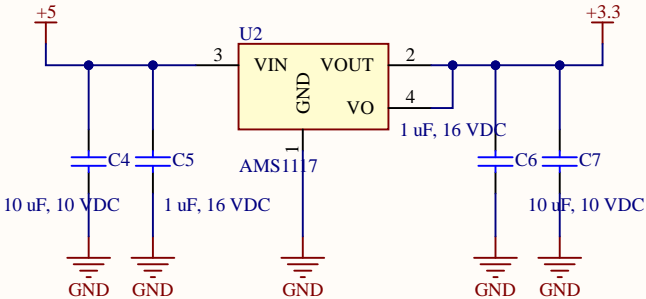 +5
+3.3
U2
3
VIN
VOUT
2
GND
VO
4
1 uF, 16 VDC
1
AMS1117
C4
C5
C6
C7
10 uF, 10 VDC
1 uF, 16 VDC
10 uF, 10 VDC
GND
GND
GND
GND
GND